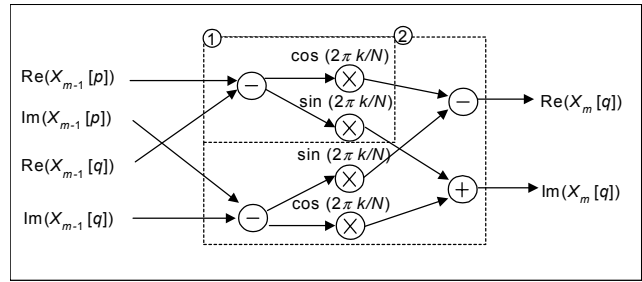 ① ②
cos (2π k/N)
Re(X_{m-1} [p])
−
×
sin (2π k/N)
−
Re(X_m [q])
Im(X_{m-1} [p])
×
sin (2π k/N)
Re(X_{m-1} [q])
×
cos (2π k/N)
+
Im(X_m [q])
Im(X_{m-1} [q])
−
×